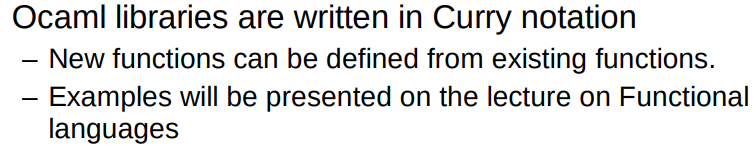 Ocaml libraries are written in Curry notation
– New functions can be defined from existing functions.
– Examples will be presented on the lecture on Functional
languages